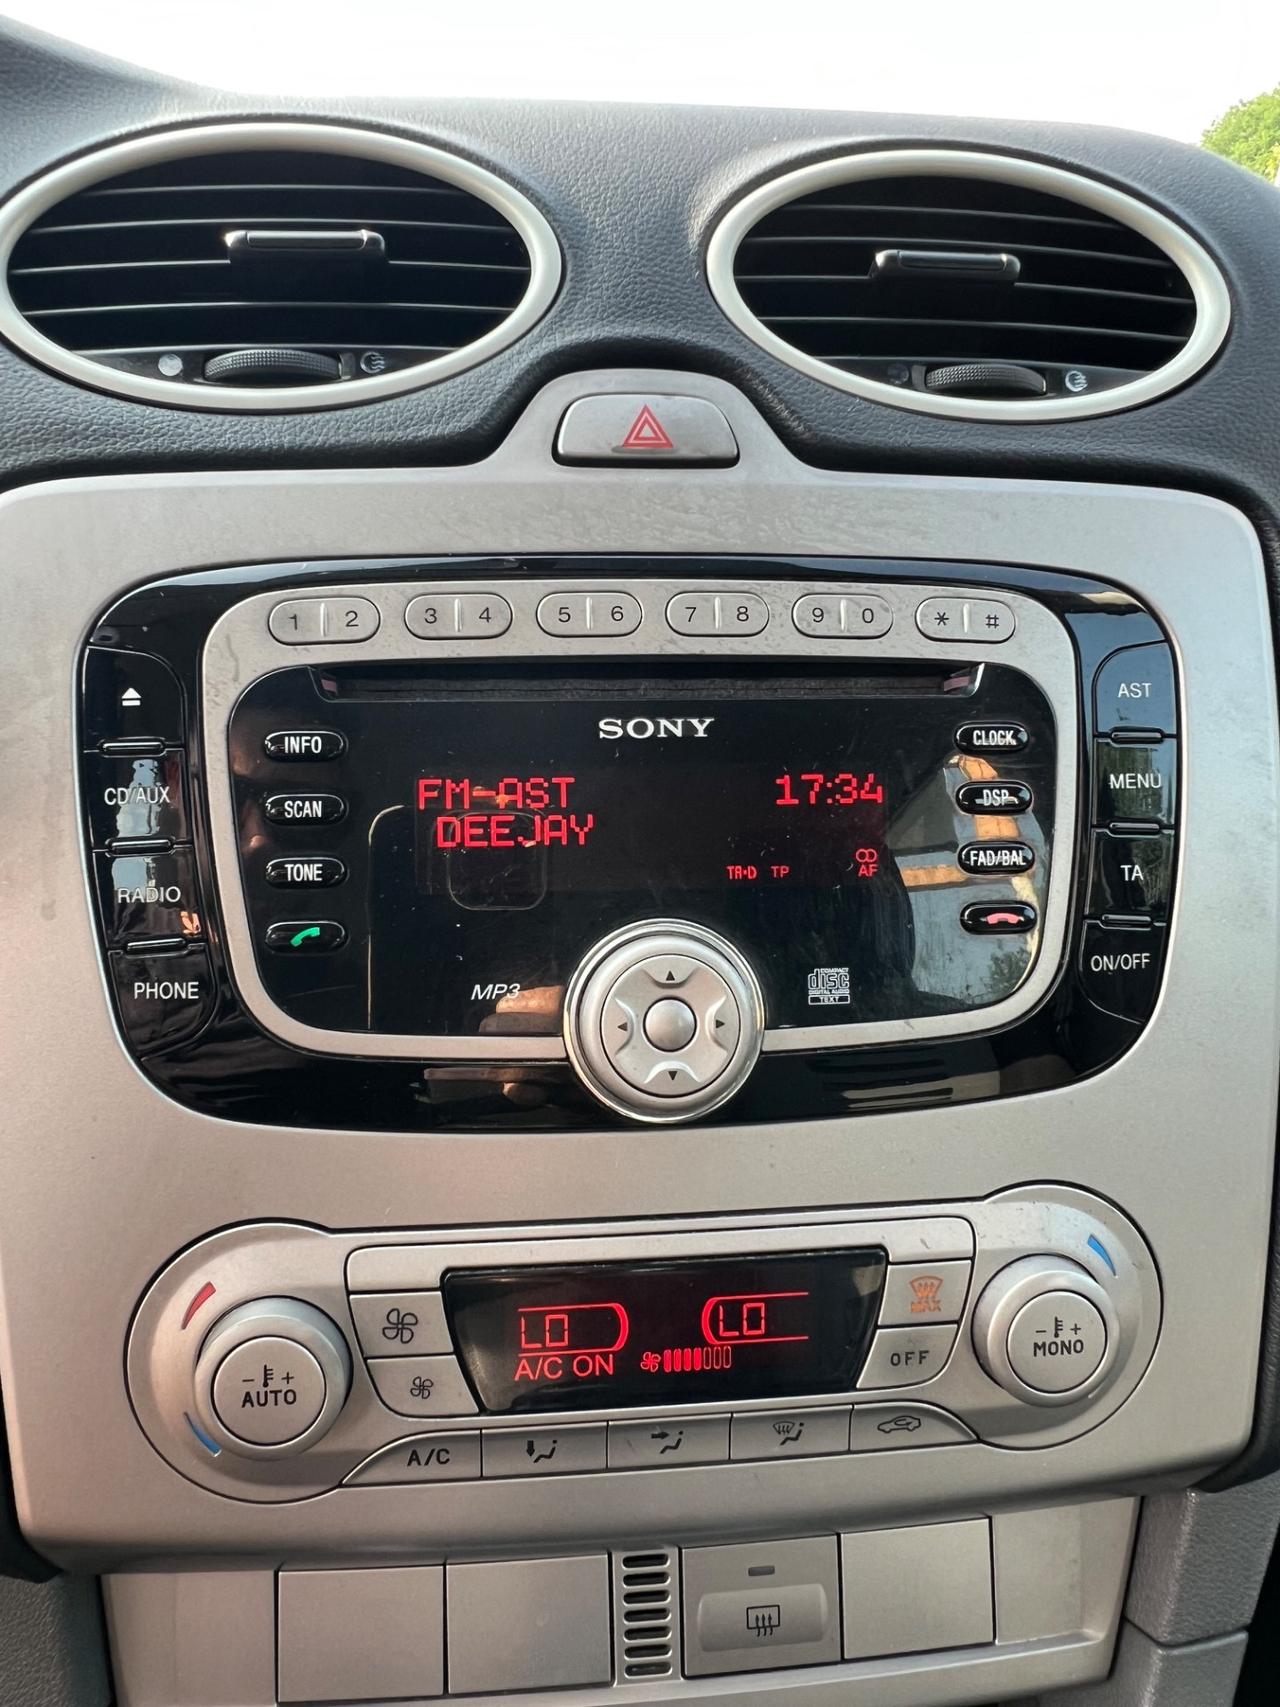 1 2 3 4 5 6 7 8 9 0 * #
SONY
AST
INFO
CLOCK
FM-AST 17:34
CD/AUX
SCAN
DEEJAY
DSP
MENU
TONE
TR•D TP AF
FAD/BAL
TA
RADIO
PHONE
MP3
COMPACT
disc
DIGITAL AUDIO
TEXT
ON/OFF
LO LO
A/C ON
MAX
OFF
- +
AUTO
- +
MONO
A/C